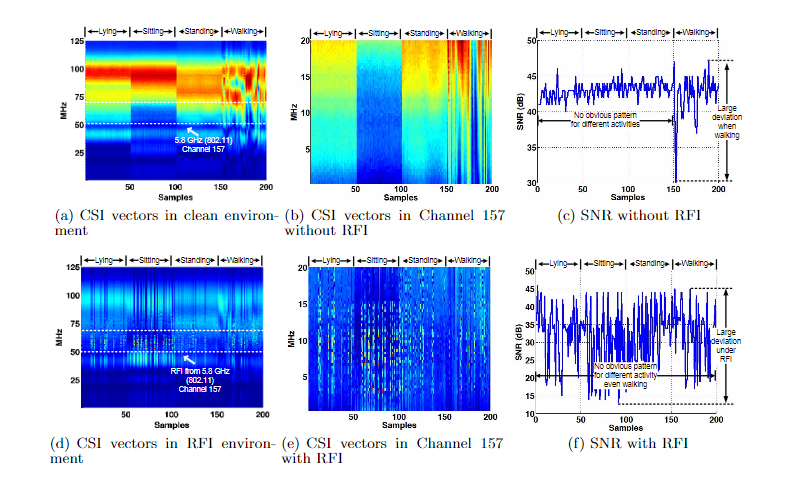 Lying Sitting Standing Walking
Lying Sitting Standing Walking
Lying Sitting Standing Walking
125
100
75
50
25
MHz
5.8 GHz (802.11)
Channel 157
50 100 150 200
Samples
20
15
10
5
MHz
50 100 150 200
Samples
50
45
40
35
30
SNR (dB)
No obvious pattern
for different activities
Large
deviation
when
walking
0 50 100 150 200
Samples
(a) CSI vectors in clean environ-
ment
(b) CSI vectors in Channel 157
without RFI
(c) SNR without RFI
Lying Sitting Standing Walking
Lying Sitting Standing Walking
Lying Sitting Standing Walking
125
100
75
50
25
MHz
RFI from 5.8 GHz
(802.11)
Channel 157
50 100 150 200
Samples
20
15
10
5
MHz
50 100 150 200
Samples
50
45
40
35
30
25
20
15
10
SNR (dB)
No obvious pattern
for different activity
even walking
Large
deviation
under
RFI
0 50 100 150 200
Samples
(d) CSI vectors in RFI environ-
ment
(e) CSI vectors in Channel 157
with RFI
(f) SNR with RFI